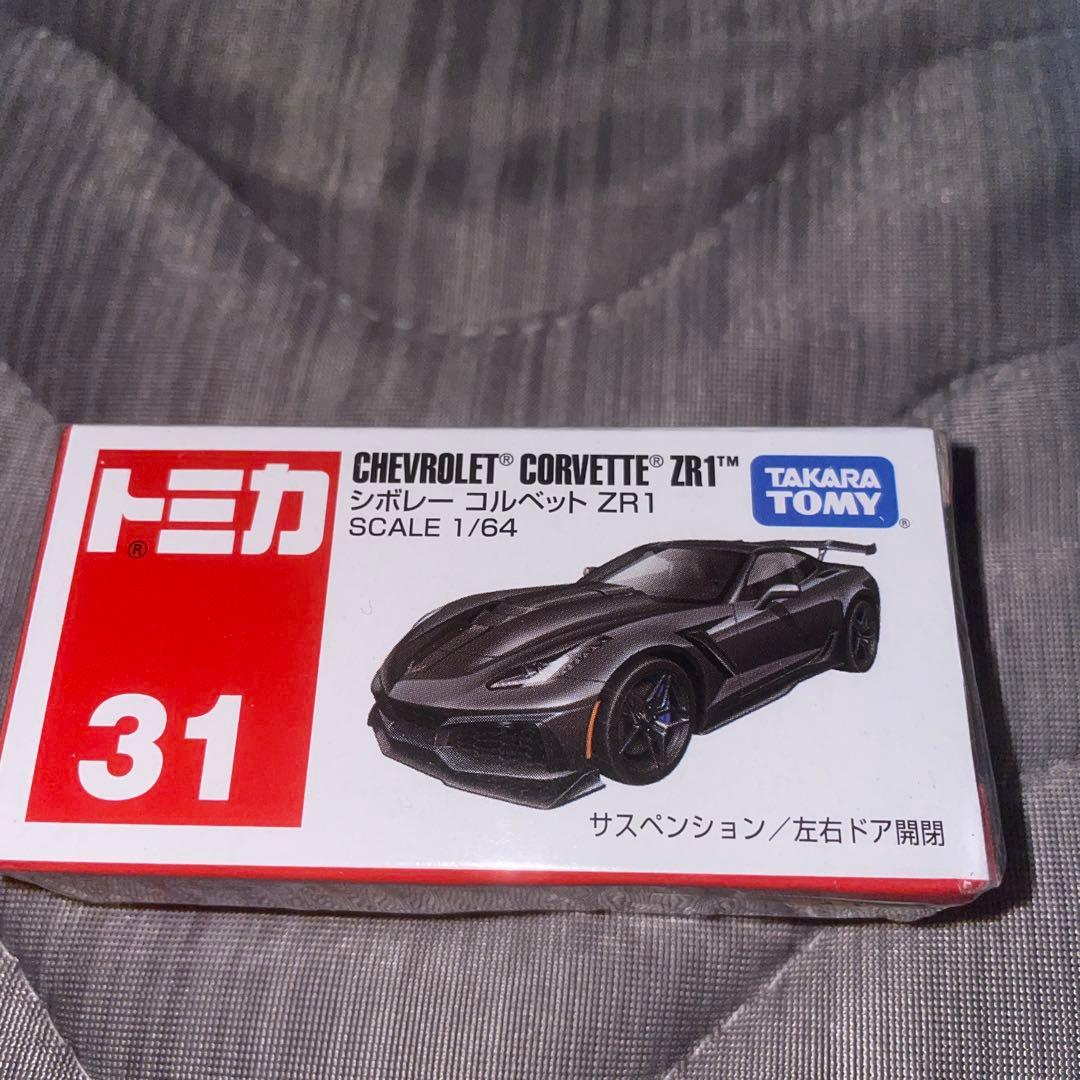 トミカ®
31
CHEVROLET® CORVETTE® ZR1™
シボレー コルベット ZR1
SCALE 1/64
TAKARA
TOMY®
サスペンション/左右ドア開閉